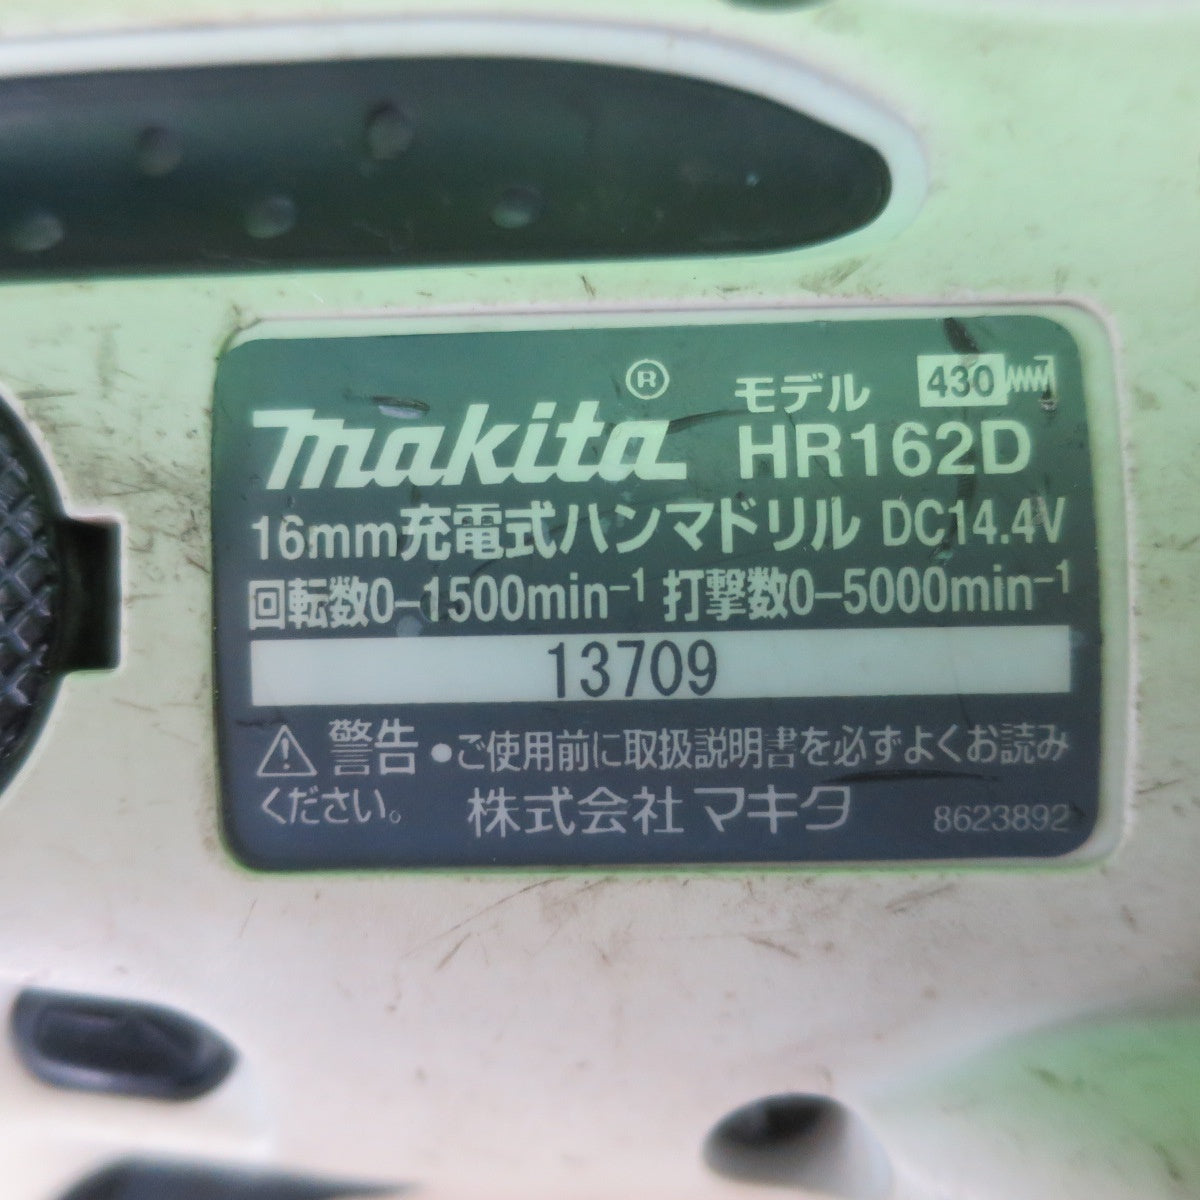 makita®
モデル 430
HR162D
16mm充電式ハンマドリル DC14.4V
回転数0-1500min⁻¹ 打撃数0-5000min⁻¹
13709
⚠ 警告 ●ご使用前に取扱説明書を必ずよくお読み
ください。 株式会社マキタ 8623892